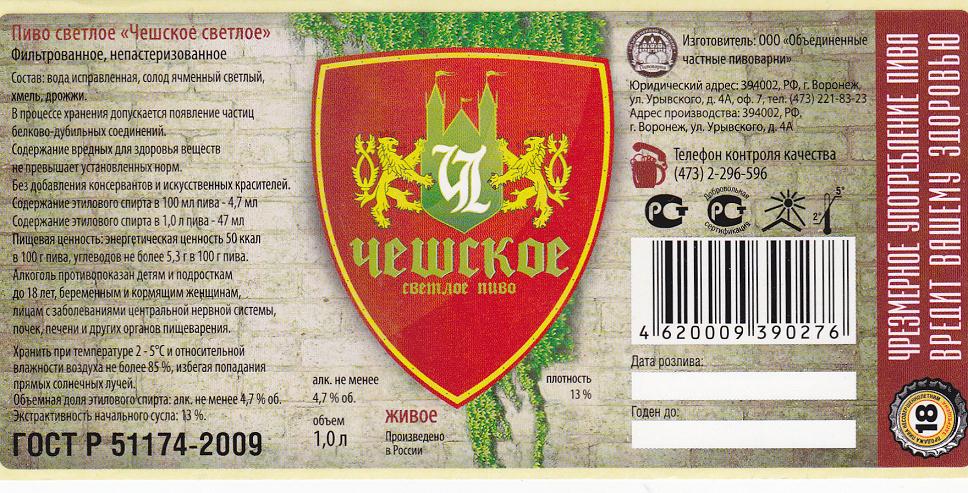 Пиво светлое «Чешское светлое»
Фильтрованное, непастеризованное
Состав: вода исправленная, солод ячменный светлый,
хмель, дрожжи.
В процессе хранения допускается появление частиц
белково-дубильных соединений.
Содержание вредных для здоровья веществ
не превышает установленных норм.
Без добавления консервантов и искусственных красителей.
Содержание этилового спирта в 100 мл пива - 4,7 мл
Содержание этилового спирта в 1,0 л пива - 47 мл
Пищевая ценность: энергетическая ценность 50 ккал
в 100 г пива, углеводов не более 5,3 г в 100 г пива.
Алкоголь противопоказан детям и подросткам
до 18 лет, беременным и кормящим женщинам,
лицам с заболеваниями центральной нервной системы,
почек, печени и других органов пищеварения.
Хранить при температуре 2 - 5°С и относительной
влажности воздуха не более 85 %, избегая попадания
прямых солнечных лучей.
Объемная доля этилового спирта: алк. не менее 4,7 % об.
Экстрактивность начального сусла: 13 %.
ГОСТ Р 51174-2009
Ч
ЧЕШСКОЕ
светлое пиво
алк. не менее
4,7 % об.
объем
1,0 л
плотность
13 %
ЖИВОЕ
Произведено
в России
Изготовитель: ООО «Объединенные
частные пивоварни»
Юридический адрес: 394002, РФ, г. Воронеж,
ул. Урывского, д. 4А, оф. 7, тел. (473) 221-83-23
Адрес производства: 394002, РФ,
г. Воронеж, ул. Урывского, д. 4А
Телефон контроля качества
(473) 2-296-596
РСТ
Добровольная
РСТ
сертификация
2°
5°
4 620009 390276
Дата розлива:
Годен до:
ЧРЕЗМЕРНОЕ УПОТРЕБЛЕНИЕ ПИВА
ВРЕДИТ ВАШЕМУ ЗДОРОВЬЮ
18